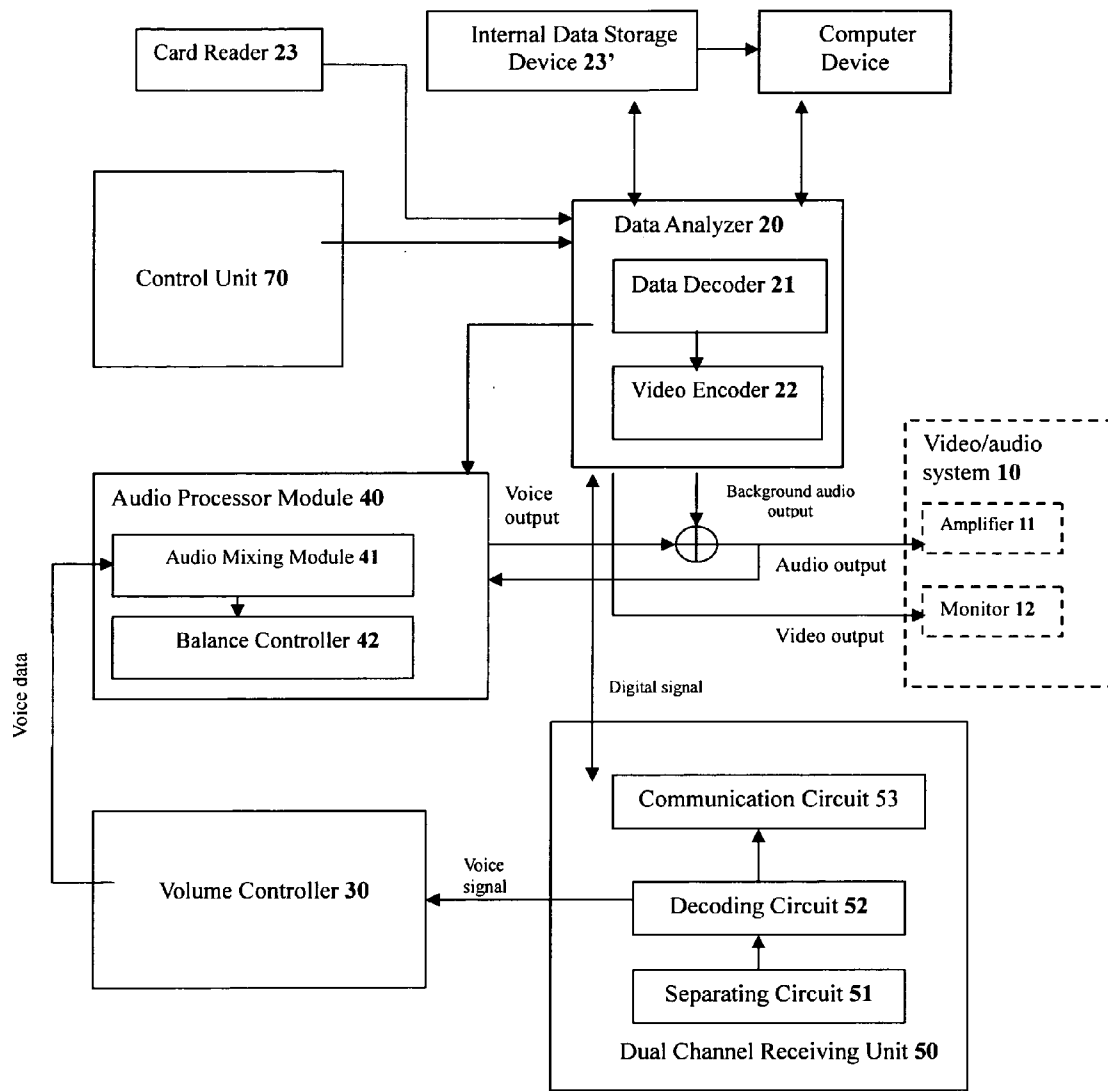 Card Reader 23
Internal Data Storage
Device 23’
Computer
Device
Control Unit 70
Data Analyzer 20
Data Decoder 21
Video Encoder 22
Video/audio
system 10
Amplifier 11
Monitor 12
Audio Processor Module 40
Audio Mixing Module 41
Balance Controller 42
Voice
output
Background audio
output
Audio output
Video output
Voice data
Digital signal
Volume Controller 30
Voice
signal
Communication Circuit 53
Decoding Circuit 52
Separating Circuit 51
Dual Channel Receiving Unit 50